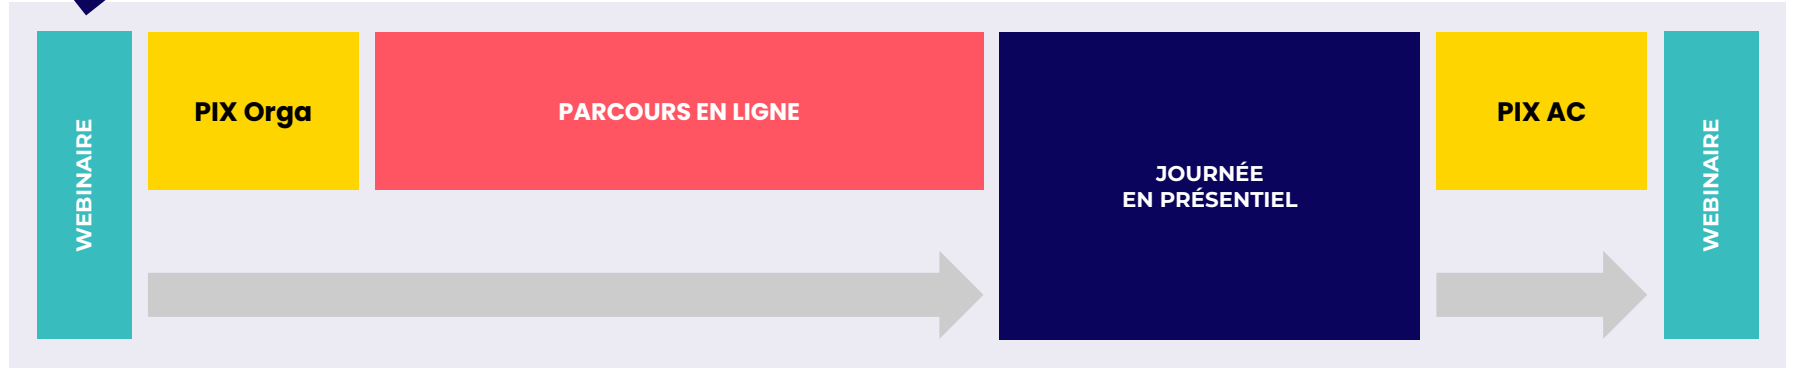 WEBINAIRE
PIX Orga
PARCOURS EN LIGNE
JOURNÉE
EN PRÉSENTIEL
PIX AC
WEBINAIRE